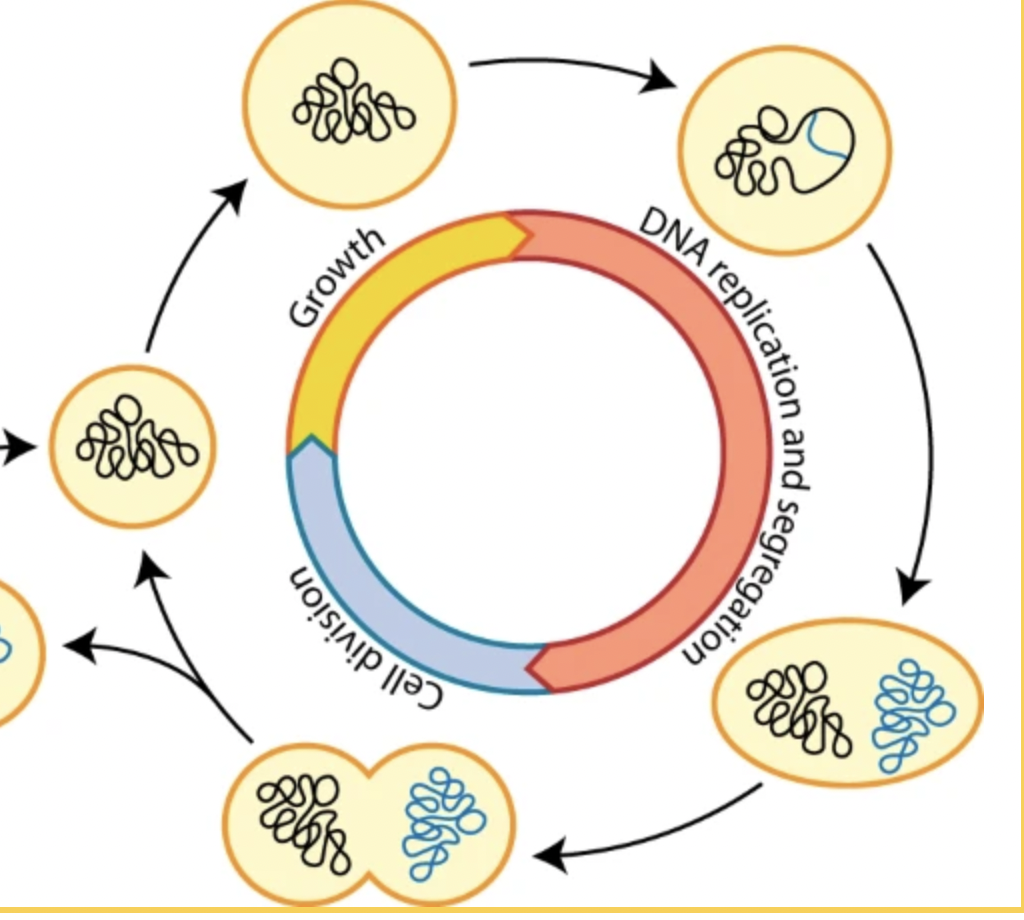 Growth
DNA replication and segregation
Cell division